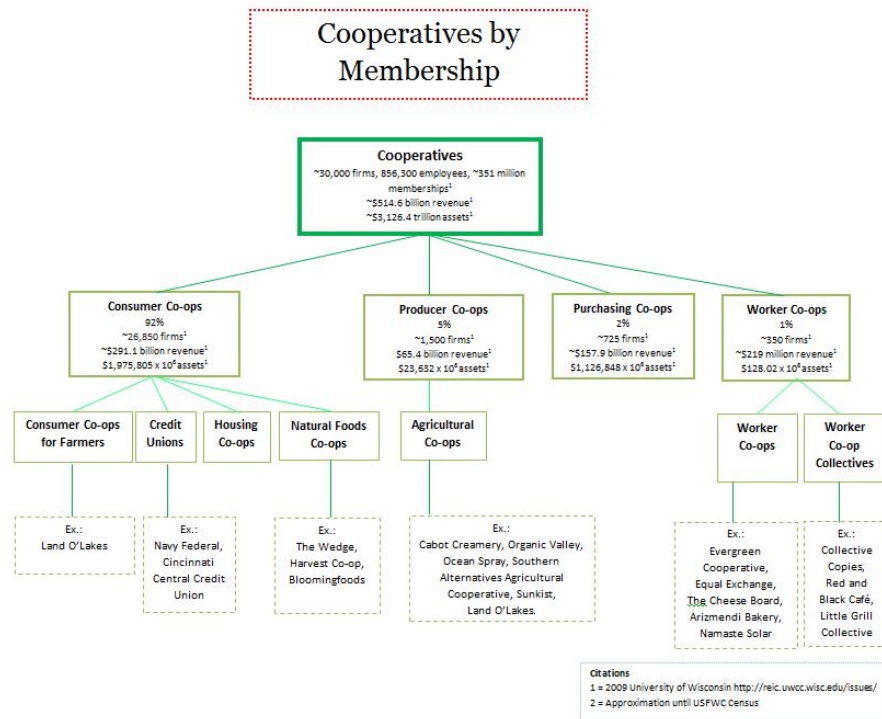 Cooperatives by
Membership
Cooperatives
~30,000 firms, 856,300 employees, ~351 million
memberships¹
~$514.6 billion revenue¹
~$3,126.4 trillion assets¹
Consumer Co-ops
92%
~26,850 firms¹
~$291.1 billion revenue¹
$1,975,805 x 10⁶ assets¹
Producer Co-ops
5%
~1,500 firms¹
$65.4 billion revenue¹
$23,632 x 10⁶ assets¹
Purchasing Co-ops
2%
~725 firms¹
~$157.9 billion revenue¹
$1,126,848 x 10⁶ assets¹
Worker Co-ops
1%
~350 firms¹
~$219 million revenue¹
$128.02 x 10⁶ assets¹
Consumer Co-ops
for Farmers
Credit
Unions
Housing
Co-ops
Natural Foods
Co-ops
Agricultural
Co-ops
Worker
Co-ops
Worker
Co-op
Collectives
Ex.:
Land O'Lakes
Ex.:
Navy Federal,
Cincinnati
Central Credit
Union
Ex.:
The Wedge,
Harvest Co-op,
Bloomingfoods
Ex.:
Cabot Creamery, Organic Valley,
Ocean Spray, Southern
Alternatives Agricultural
Cooperative, Sunkist,
Land O'Lakes.
Ex.:
Evergreen
Cooperative,
Equal Exchange,
The Cheese Board,
Arizmendi Bakery,
Namaste Solar
Ex.:
Collective
Copies,
Red and
Black Café,
Little Grill
Collective
Citations
1 = 2009 University of Wisconsin http://reic.uwcc.wisc.edu/issues/
2 = Approximation until USFWC Census